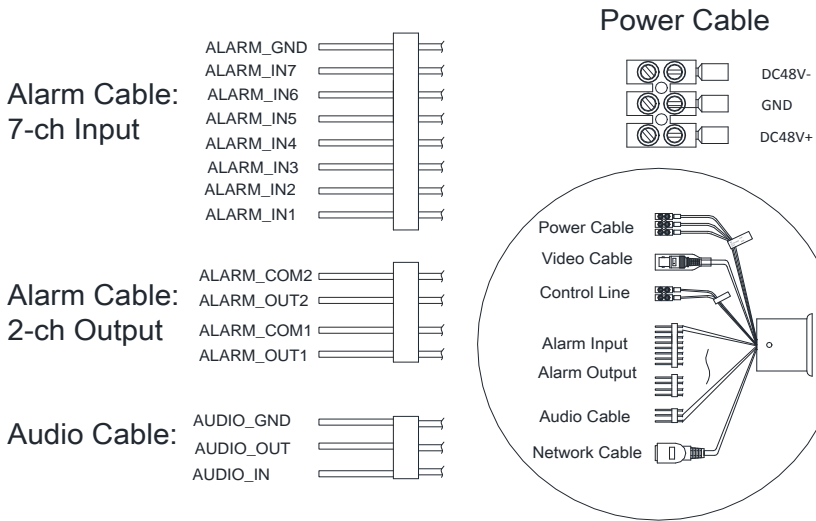 Alarm Cable:
7-ch Input
ALARM_GND
ALARM_IN7
ALARM_IN6
ALARM_IN5
ALARM_IN4
ALARM_IN3
ALARM_IN2
ALARM_IN1
Alarm Cable:
2-ch Output
ALARM_COM2
ALARM_OUT2
ALARM_COM1
ALARM_OUT1
Audio Cable:
AUDIO_GND
AUDIO_OUT
AUDIO_IN
Power Cable
DC48V-
GND
DC48V+
Power Cable
Video Cable
Control Line
Alarm Input
Alarm Output
Audio Cable
Network Cable